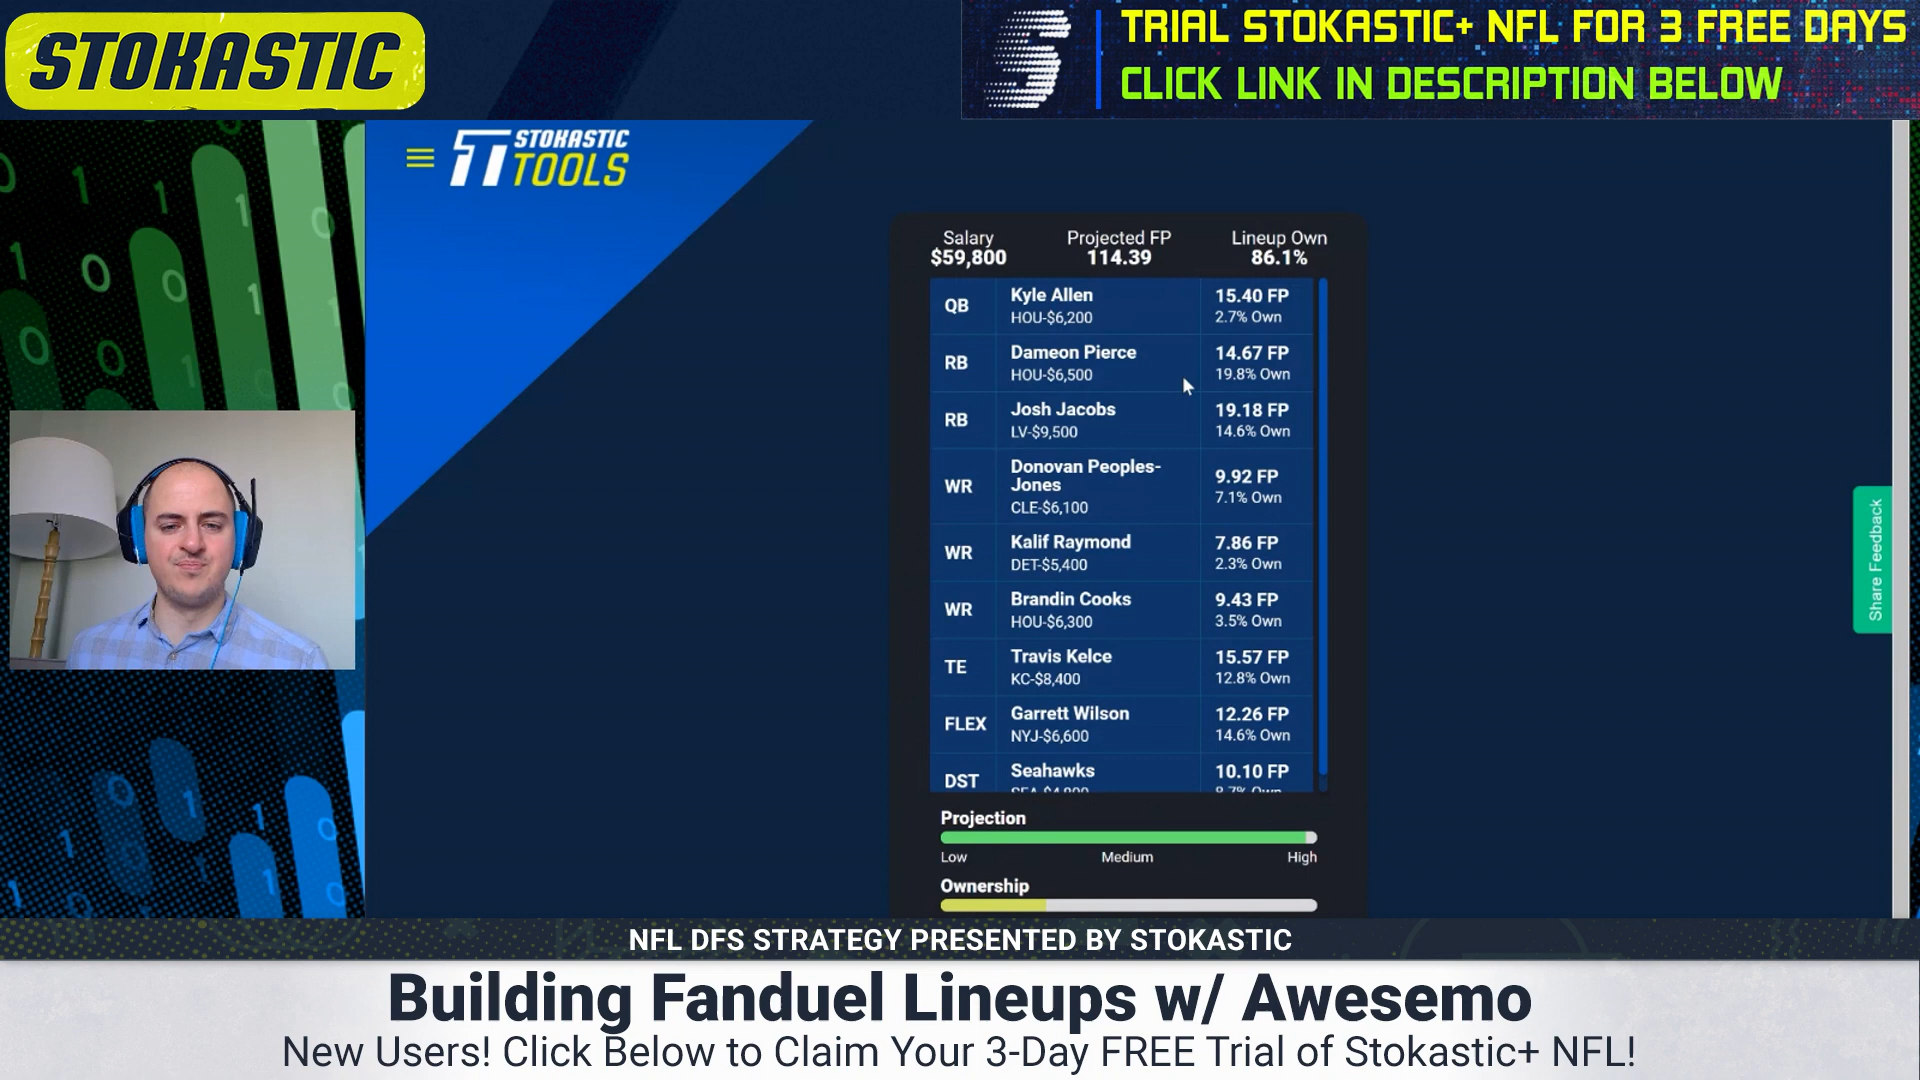 STOKASTIC
TRIAL STOKASTIC+ NFL FOR 3 FREE DAYS
CLICK LINK IN DESCRIPTION BELOW
STOKASTIC
TOOLS
Salary Projected FP Lineup Own
$59,800 114.39 86.1%
QB Kyle Allen 15.40 FP
HOU-$6,200 2.7% Own
RB Dameon Pierce 14.67 FP
HOU-$6,500 19.8% Own
RB Josh Jacobs 19.18 FP
LV-$9,500 14.6% Own
WR Donovan Peoples-
Jones 9.92 FP
CLE-$6,100 7.1% Own
WR Kalif Raymond 7.86 FP
DET-$5,400 2.3% Own
WR Brandin Cooks 9.43 FP
HOU-$6,300 3.5% Own
TE Travis Kelce 15.57 FP
KC-$8,400 12.8% Own
FLEX Garrett Wilson 12.26 FP
NYJ-$6,600 14.6% Own
DST Seahawks 10.10 FP
Projection
Low Medium High
Ownership
Share Feedback
NFL DFS STRATEGY PRESENTED BY STOKASTIC
Building Fanduel Lineups w/ Awesemo
New Users! Click Below to Claim Your 3-Day FREE Trial of Stokastic+ NFL!